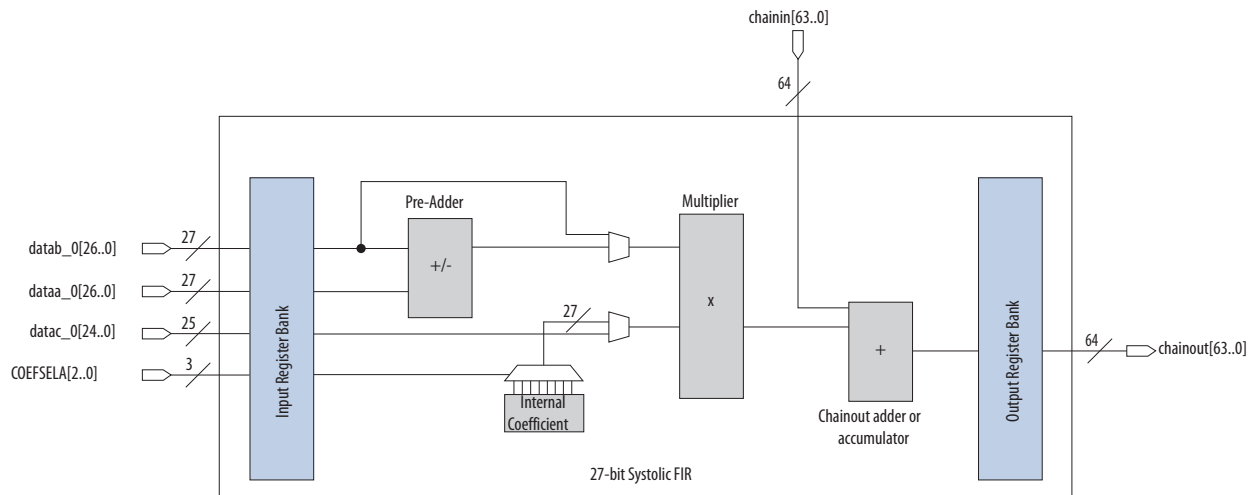 chainin[63..0]
64
Pre-Adder
Multiplier
datab_0[26..0]
27
+/-
dataa_0[26..0]
27
27
x
datac_0[24..0]
25
COEFSELA[2..0]
3
Input Register Bank
Internal
Coefficient
+
Chainout adder or
accumulator
Output Register Bank
64
chainout[63..0]
27-bit Systolic FIR